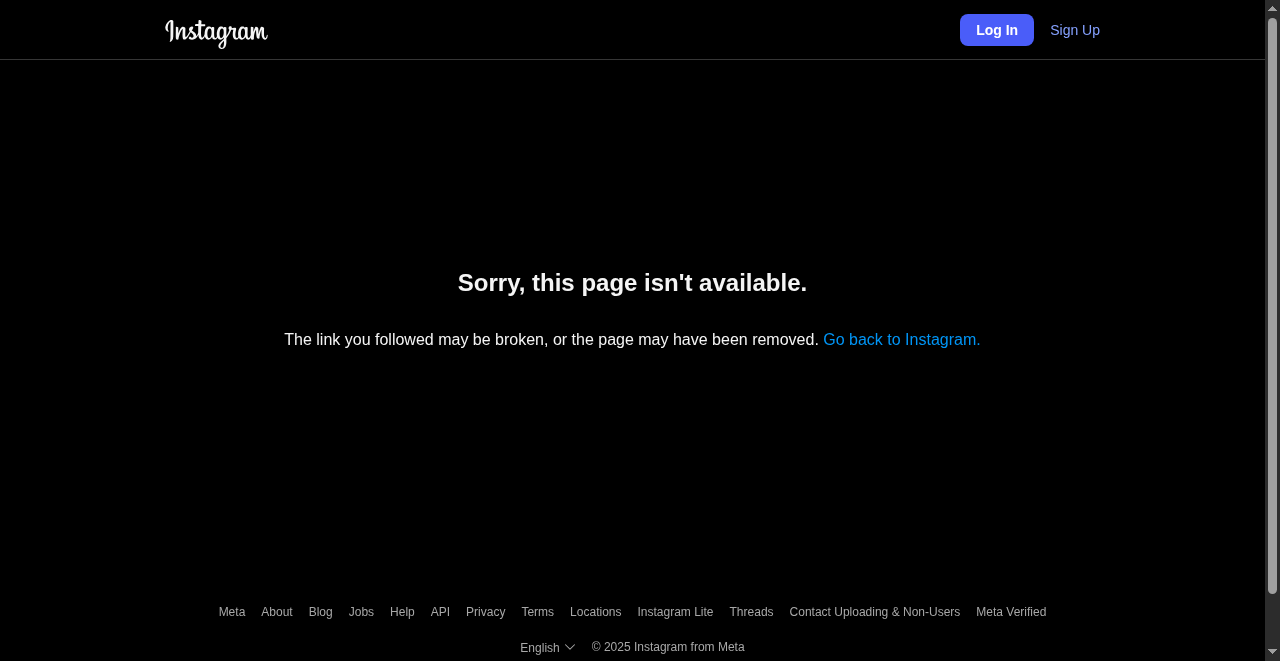 Instagram
Log In
Sign Up
Sorry, this page isn't available.
The link you followed may be broken, or the page may have been removed. Go back to Instagram.
Meta About Blog Jobs Help API Privacy Terms Locations Instagram Lite Threads Contact Uploading & Non-Users Meta Verified
English © 2025 Instagram from Meta